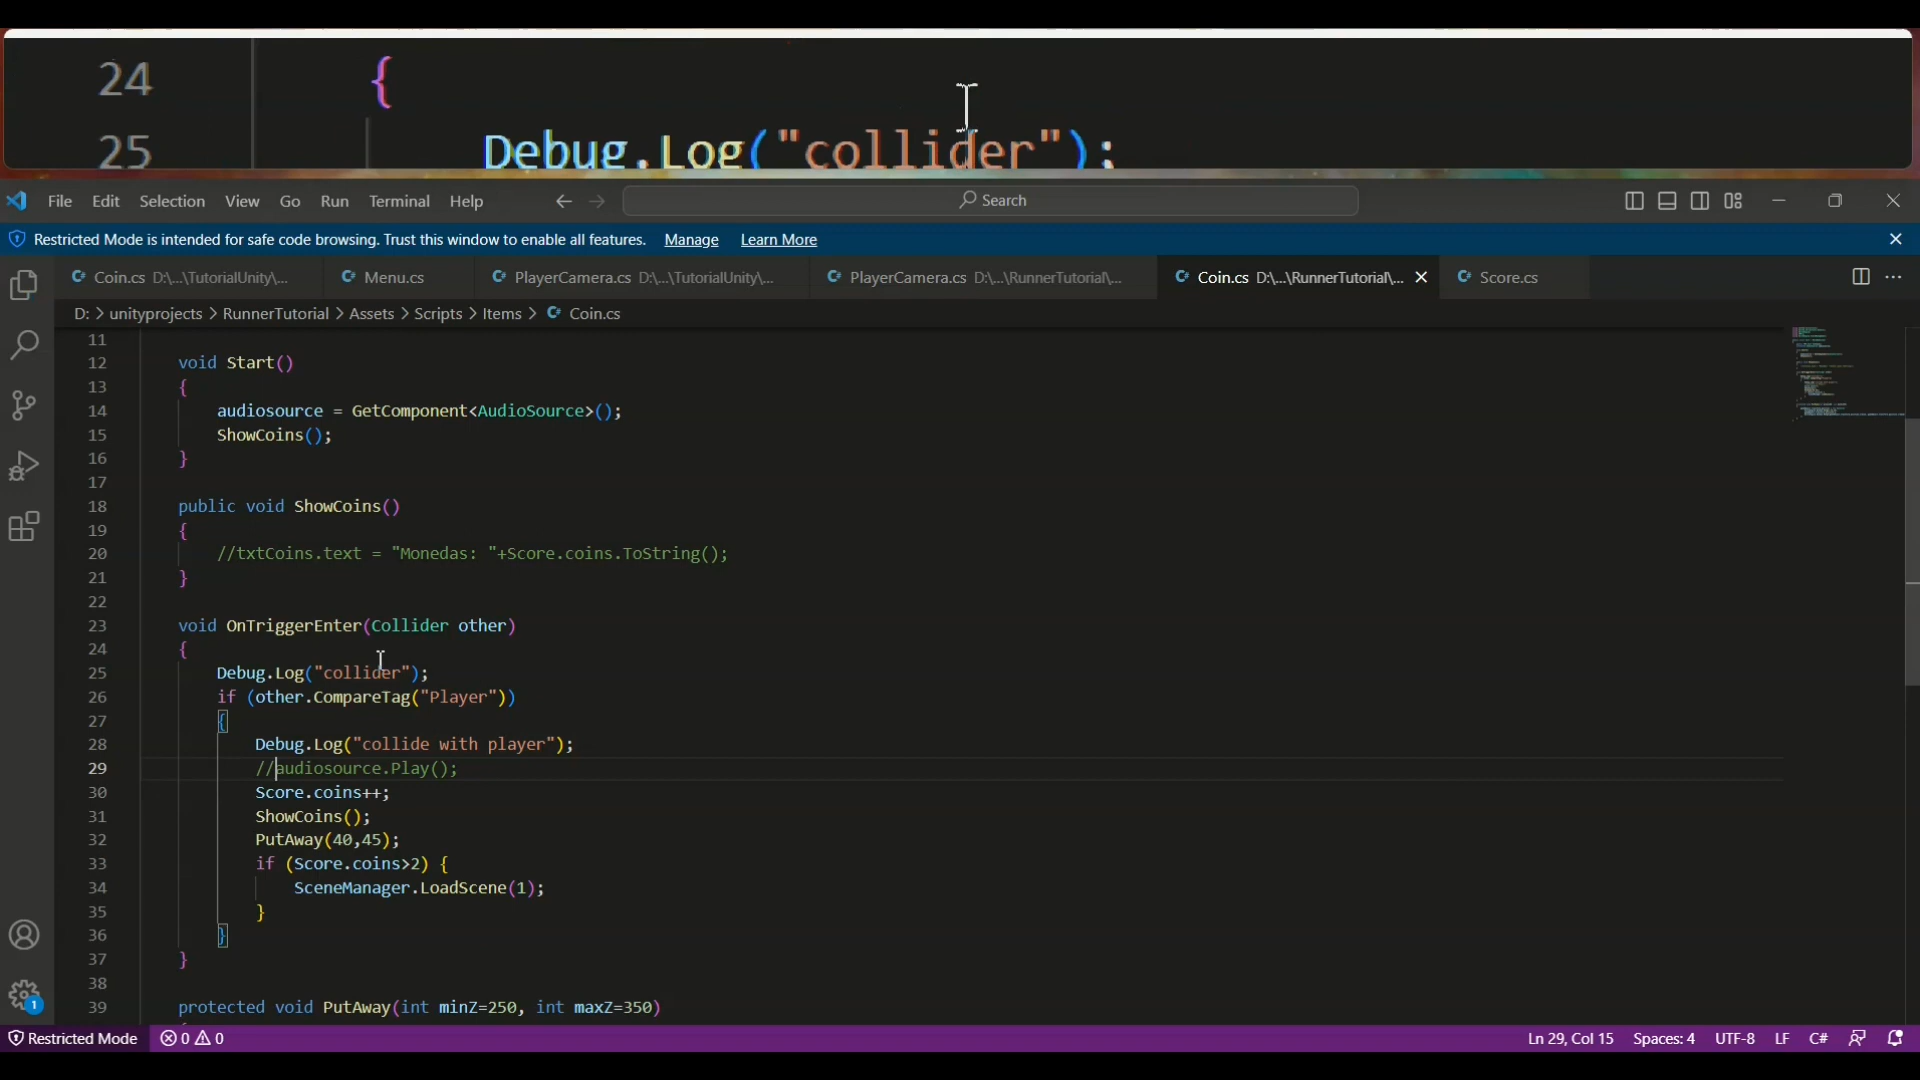 24 {
25 Debug.Log("collider");
File Edit Selection View Go Run Terminal Help Search
Restricted Mode is intended for safe code browsing. Trust this window to enable all features. Manage Learn More
Coin.cs D:\...\TutorialUnity\... Menu.cs PlayerCamera.cs D:\...\TutorialUnity\... PlayerCamera.cs D:\...\RunnerTutorial\... Coin.cs D:\...\RunnerTutorial\... Score.cs
D: > unityprojects > RunnerTutorial > Assets > Scripts > Items > Coin.cs
11
12 void Start()
13 {
14 audiosource = GetComponent<AudioSource>();
15 ShowCoins();
16 }
17
18 public void ShowCoins()
19 {
20 //txtCoins.text = "Monedas: "+Score.coins.ToString();
21 }
22
23 void OnTriggerEnter(Collider other)
24 {
25 Debug.Log("collider");
26 if (other.CompareTag("Player"))
27 {
28 Debug.Log("collide with player");
29 //audiosource.Play();
30 Score.coins++;
31 ShowCoins();
32 PutAway(40,45);
33 if (Score.coins>2) {
34 SceneManager.LoadScene(1);
35 }
36 }
37 }
38
39 protected void PutAway(int minZ=250, int maxZ=350)
1
Restricted Mode 0 0 Ln 29, Col 15 Spaces: 4 UTF-8 LF C#